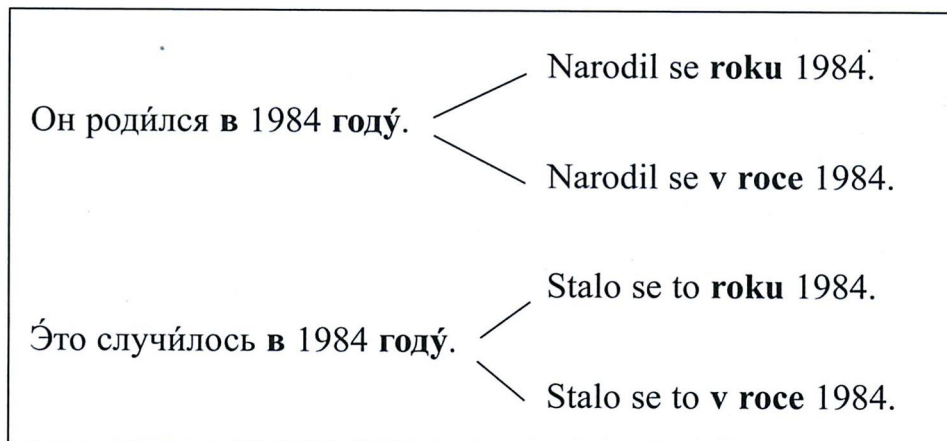 Narodil se roku 1984.
Он роди́лся в 1984 году́.
Narodil se v roce 1984.
Stalo se to roku 1984.
Э́то случи́лось в 1984 году́.
Stalo se to v roce 1984.